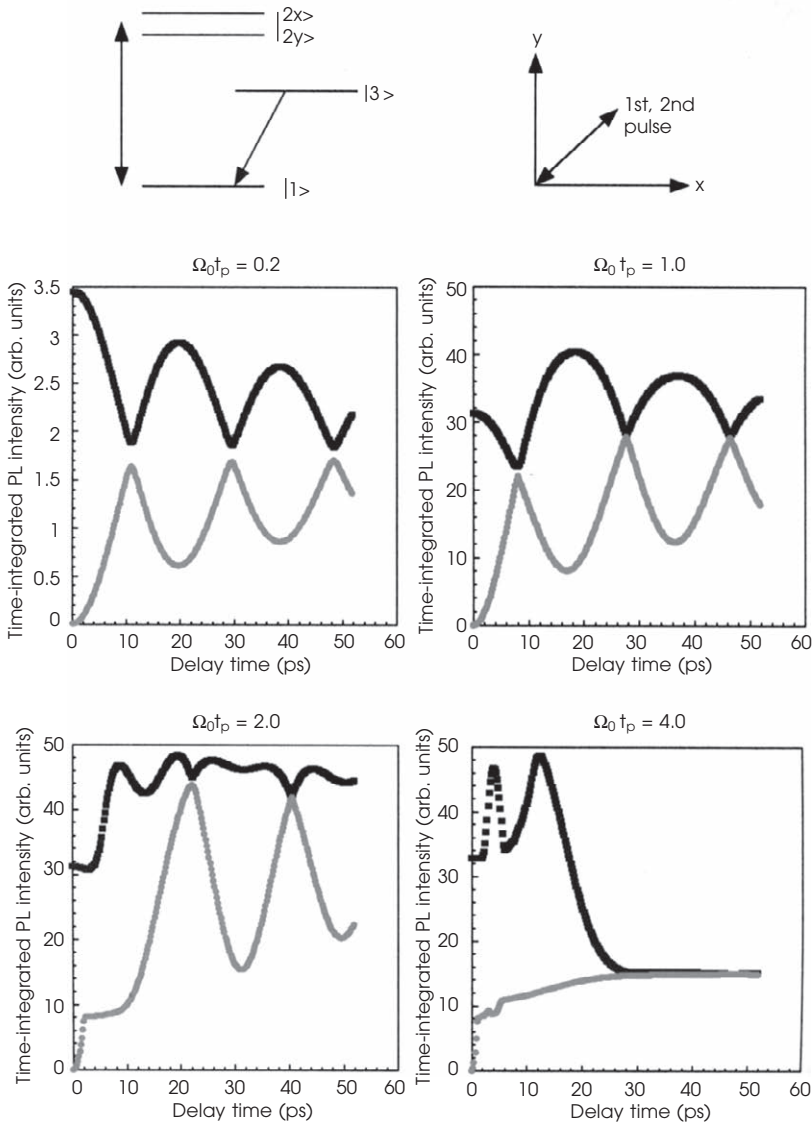 |2x>
|2y>
|3>
|1>
y
1st, 2nd
pulse
x
Ω₀tₚ = 0.2
Time-integrated PL intensity (arb. units)
3.5
3
2.5
2
1.5
1
0.5
0
0 10 20 30 40 50 60
Delay time (ps)
Ω₀tₚ = 1.0
Time-integrated PL intensity (arb. units)
50
40
30
20
10
0
0 10 20 30 40 50 60
Delay time (ps)
Ω₀tₚ = 2.0
Time-integrated PL intensity (arb. units)
50
40
30
20
10
0
0 10 20 30 40 50 60
Delay time (ps)
Ω₀tₚ = 4.0
Time-integrated PL intensity (arb. units)
50
40
30
20
10
0
0 10 20 30 40 50 60
Delay time (ps)